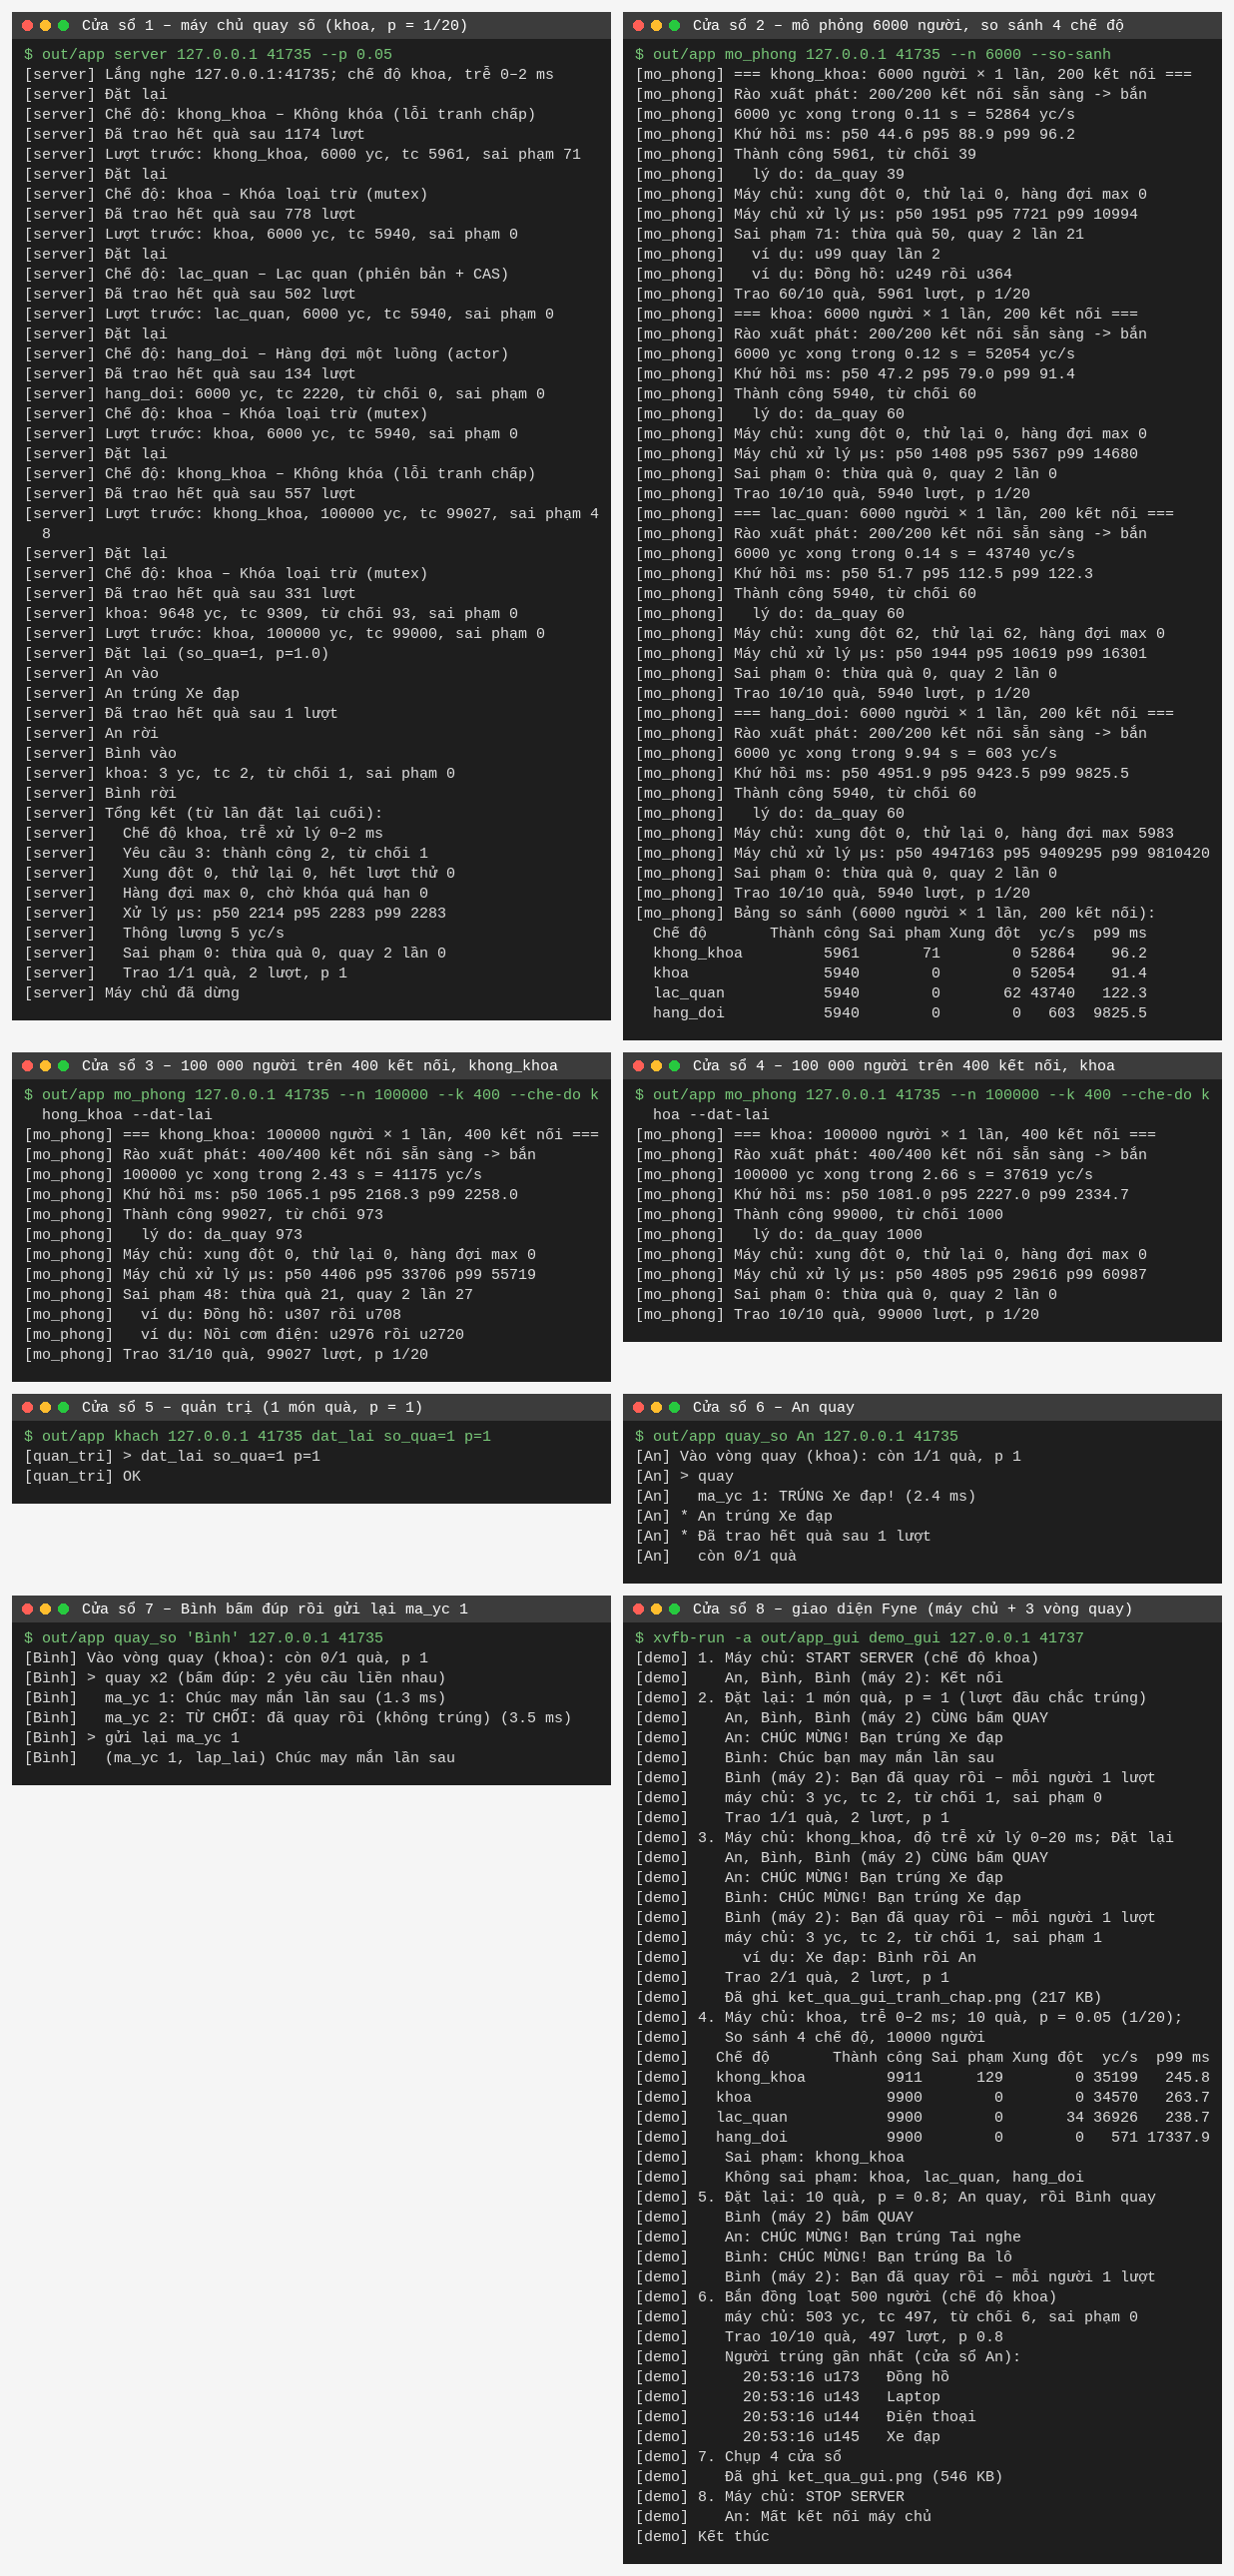 Cửa sổ 1 – máy chủ quay số (khoa, p = 1/20)
$ out/app server 127.0.0.1 41735 --p 0.05
[server] Lắng nghe 127.0.0.1:41735; chế độ khoa, trễ 0–2 ms
[server] Đặt lại
[server] Chế độ: khong_khoa – Không khóa (lỗi tranh chấp)
[server] Đã trao hết quà sau 1174 lượt
[server] Lượt trước: khong_khoa, 6000 yc, tc 5961, sai phạm 71
[server] Đặt lại
[server] Chế độ: khoa – Khóa loại trừ (mutex)
[server] Đã trao hết quà sau 778 lượt
[server] Lượt trước: khoa, 6000 yc, tc 5940, sai phạm 0
[server] Đặt lại
[server] Chế độ: lac_quan – Lạc quan (phiên bản + CAS)
[server] Đã trao hết quà sau 502 lượt
[server] Lượt trước: lac_quan, 6000 yc, tc 5940, sai phạm 0
[server] Đặt lại
[server] Chế độ: hang_doi – Hàng đợi một luồng (actor)
[server] Đã trao hết quà sau 134 lượt
[server] hang_doi: 6000 yc, tc 2220, từ chối 0, sai phạm 0
[server] Chế độ: khoa – Khóa loại trừ (mutex)
[server] Lượt trước: khoa, 6000 yc, tc 5940, sai phạm 0
[server] Đặt lại
[server] Chế độ: khong_khoa – Không khóa (lỗi tranh chấp)
[server] Đã trao hết quà sau 557 lượt
[server] Lượt trước: khong_khoa, 100000 yc, tc 99027, sai phạm 4
8
[server] Đặt lại
[server] Chế độ: khoa – Khóa loại trừ (mutex)
[server] Đã trao hết quà sau 331 lượt
[server] khoa: 9648 yc, tc 9309, từ chối 93, sai phạm 0
[server] Lượt trước: khoa, 100000 yc, tc 99000, sai phạm 0
[server] Đặt lại (so_qua=1, p=1.0)
[server] An vào
[server] An trúng Xe đạp
[server] Đã trao hết quà sau 1 lượt
[server] An rời
[server] Bình vào
[server] khoa: 3 yc, tc 2, từ chối 1, sai phạm 0
[server] Bình rời
[server] Tổng kết (từ lần đặt lại cuối):
[server]   Chế độ khoa, trễ xử lý 0–2 ms
[server]   Yêu cầu 3: thành công 2, từ chối 1
[server]   Xung đột 0, thử lại 0, hết lượt thử 0
[server]   Hàng đợi max 0, chờ khóa quá hạn 0
[server]   Xử lý µs: p50 2214 p95 2283 p99 2283
[server]   Thông lượng 5 yc/s
[server]   Sai phạm 0: thừa quà 0, quay 2 lần 0
[server]   Trao 1/1 quà, 2 lượt, p 1
[server] Máy chủ đã dừng
Cửa sổ 2 – mô phỏng 6000 người, so sánh 4 chế độ
$ out/app mo_phong 127.0.0.1 41735 --n 6000 --so-sanh
[mo_phong] === khong_khoa: 6000 người × 1 lần, 200 kết nối ===
[mo_phong] Rào xuất phát: 200/200 kết nối sẵn sàng -> bắn
[mo_phong] 6000 yc xong trong 0.11 s = 52864 yc/s
[mo_phong] Khứ hồi ms: p50 44.6 p95 88.9 p99 96.2
[mo_phong] Thành công 5961, từ chối 39
[mo_phong]   lý do: da_quay 39
[mo_phong] Máy chủ: xung đột 0, thử lại 0, hàng đợi max 0
[mo_phong] Máy chủ xử lý µs: p50 1951 p95 7721 p99 10994
[mo_phong] Sai phạm 71: thừa quà 50, quay 2 lần 21
[mo_phong]   ví dụ: u99 quay lần 2
[mo_phong]   ví dụ: Đồng hồ: u249 rồi u364
[mo_phong] Trao 60/10 quà, 5961 lượt, p 1/20
[mo_phong] === khoa: 6000 người × 1 lần, 200 kết nối ===
[mo_phong] Rào xuất phát: 200/200 kết nối sẵn sàng -> bắn
[mo_phong] 6000 yc xong trong 0.12 s = 52054 yc/s
[mo_phong] Khứ hồi ms: p50 47.2 p95 79.0 p99 91.4
[mo_phong] Thành công 5940, từ chối 60
[mo_phong]   lý do: da_quay 60
[mo_phong] Máy chủ: xung đột 0, thử lại 0, hàng đợi max 0
[mo_phong] Máy chủ xử lý µs: p50 1408 p95 5367 p99 14680
[mo_phong] Sai phạm 0: thừa quà 0, quay 2 lần 0
[mo_phong] Trao 10/10 quà, 5940 lượt, p 1/20
[mo_phong] === lac_quan: 6000 người × 1 lần, 200 kết nối ===
[mo_phong] Rào xuất phát: 200/200 kết nối sẵn sàng -> bắn
[mo_phong] 6000 yc xong trong 0.14 s = 43740 yc/s
[mo_phong] Khứ hồi ms: p50 51.7 p95 112.5 p99 122.3
[mo_phong] Thành công 5940, từ chối 60
[mo_phong]   lý do: da_quay 60
[mo_phong] Máy chủ: xung đột 62, thử lại 62, hàng đợi max 0
[mo_phong] Máy chủ xử lý µs: p50 1944 p95 10619 p99 16301
[mo_phong] Sai phạm 0: thừa quà 0, quay 2 lần 0
[mo_phong] Trao 10/10 quà, 5940 lượt, p 1/20
[mo_phong] === hang_doi: 6000 người × 1 lần, 200 kết nối ===
[mo_phong] Rào xuất phát: 200/200 kết nối sẵn sàng -> bắn
[mo_phong] 6000 yc xong trong 9.94 s = 603 yc/s
[mo_phong] Khứ hồi ms: p50 4951.9 p95 9423.5 p99 9825.5
[mo_phong] Thành công 5940, từ chối 60
[mo_phong]   lý do: da_quay 60
[mo_phong] Máy chủ: xung đột 0, thử lại 0, hàng đợi max 5983
[mo_phong] Máy chủ xử lý µs: p50 4947163 p95 9409295 p99 9810420
[mo_phong] Sai phạm 0: thừa quà 0, quay 2 lần 0
[mo_phong] Trao 10/10 quà, 5940 lượt, p 1/20
[mo_phong] Bảng so sánh (6000 người × 1 lần, 200 kết nối):
Chế độ       Thành công Sai phạm Xung đột  yc/s  p99 ms
khong_khoa         5961       71        0 52864    96.2
khoa               5940        0        0 52054    91.4
lac_quan           5940        0       62 43740   122.3
hang_doi           5940        0        0   603  9825.5
Cửa sổ 3 – 100 000 người trên 400 kết nối, khong_khoa
$ out/app mo_phong 127.0.0.1 41735 --n 100000 --k 400 --che-do k
hong_khoa --dat-lai
[mo_phong] === khong_khoa: 100000 người × 1 lần, 400 kết nối ===
[mo_phong] Rào xuất phát: 400/400 kết nối sẵn sàng -> bắn
[mo_phong] 100000 yc xong trong 2.43 s = 41175 yc/s
[mo_phong] Khứ hồi ms: p50 1065.1 p95 2168.3 p99 2258.0
[mo_phong] Thành công 99027, từ chối 973
[mo_phong]   lý do: da_quay 973
[mo_phong] Máy chủ: xung đột 0, thử lại 0, hàng đợi max 0
[mo_phong] Máy chủ xử lý µs: p50 4406 p95 33706 p99 55719
[mo_phong] Sai phạm 48: thừa quà 21, quay 2 lần 27
[mo_phong]   ví dụ: Đồng hồ: u307 rồi u708
[mo_phong]   ví dụ: Nồi cơm điện: u2976 rồi u2720
[mo_phong] Trao 31/10 quà, 99027 lượt, p 1/20
Cửa sổ 4 – 100 000 người trên 400 kết nối, khoa
$ out/app mo_phong 127.0.0.1 41735 --n 100000 --k 400 --che-do k
hoa --dat-lai
[mo_phong] === khoa: 100000 người × 1 lần, 400 kết nối ===
[mo_phong] Rào xuất phát: 400/400 kết nối sẵn sàng -> bắn
[mo_phong] 100000 yc xong trong 2.66 s = 37619 yc/s
[mo_phong] Khứ hồi ms: p50 1081.0 p95 2227.0 p99 2334.7
[mo_phong] Thành công 99000, từ chối 1000
[mo_phong]   lý do: da_quay 1000
[mo_phong] Máy chủ: xung đột 0, thử lại 0, hàng đợi max 0
[mo_phong] Máy chủ xử lý µs: p50 4805 p95 29616 p99 60987
[mo_phong] Sai phạm 0: thừa quà 0, quay 2 lần 0
[mo_phong] Trao 10/10 quà, 99000 lượt, p 1/20
Cửa sổ 5 – quản trị (1 món quà, p = 1)
$ out/app khach 127.0.0.1 41735 dat_lai so_qua=1 p=1
[quan_tri] > dat_lai so_qua=1 p=1
[quan_tri] OK
Cửa sổ 6 – An quay
$ out/app quay_so An 127.0.0.1 41735
[An] Vào vòng quay (khoa): còn 1/1 quà, p 1
[An] > quay
[An]   ma_yc 1: TRÚNG Xe đạp! (2.4 ms)
[An] * An trúng Xe đạp
[An] * Đã trao hết quà sau 1 lượt
[An]   còn 0/1 quà
Cửa sổ 7 – Bình bấm đúp rồi gửi lại ma_yc 1
$ out/app quay_so 'Bình' 127.0.0.1 41735
[Bình] Vào vòng quay (khoa): còn 0/1 quà, p 1
[Bình] > quay x2 (bấm đúp: 2 yêu cầu liền nhau)
[Bình]   ma_yc 1: Chúc may mắn lần sau (1.3 ms)
[Bình]   ma_yc 2: TỪ CHỐI: đã quay rồi (không trúng) (3.5 ms)
[Bình] > gửi lại ma_yc 1
[Bình]   (ma_yc 1, lap_lai) Chúc may mắn lần sau
Cửa sổ 8 – giao diện Fyne (máy chủ + 3 vòng quay)
$ xvfb-run -a out/app_gui demo_gui 127.0.0.1 41737
[demo] 1. Máy chủ: START SERVER (chế độ khoa)
[demo]    An, Bình, Bình (máy 2): Kết nối
[demo] 2. Đặt lại: 1 món quà, p = 1 (lượt đầu chắc trúng)
[demo]    An, Bình, Bình (máy 2) CÙNG bấm QUAY
[demo]    An: CHÚC MỪNG! Bạn trúng Xe đạp
[demo]    Bình: Chúc bạn may mắn lần sau
[demo]    Bình (máy 2): Bạn đã quay rồi – mỗi người 1 lượt
[demo]    máy chủ: 3 yc, tc 2, từ chối 1, sai phạm 0
[demo]    Trao 1/1 quà, 2 lượt, p 1
[demo] 3. Máy chủ: khong_khoa, độ trễ xử lý 0–20 ms; Đặt lại
[demo]    An, Bình, Bình (máy 2) CÙNG bấm QUAY
[demo]    An: CHÚC MỪNG! Bạn trúng Xe đạp
[demo]    Bình: CHÚC MỪNG! Bạn trúng Xe đạp
[demo]    Bình (máy 2): Bạn đã quay rồi – mỗi người 1 lượt
[demo]    máy chủ: 3 yc, tc 2, từ chối 1, sai phạm 1
[demo]      ví dụ: Xe đạp: Bình rồi An
[demo]    Trao 2/1 quà, 2 lượt, p 1
[demo]    Đã ghi ket_qua_gui_tranh_chap.png (217 KB)
[demo] 4. Máy chủ: khoa, trễ 0–2 ms; 10 quà, p = 0.05 (1/20);
[demo]    So sánh 4 chế độ, 10000 người
[demo]   Chế độ       Thành công Sai phạm Xung đột  yc/s  p99 ms
[demo]   khong_khoa         9911      129        0 35199   245.8
[demo]   khoa               9900        0        0 34570   263.7
[demo]   lac_quan           9900        0       34 36926   238.7
[demo]   hang_doi           9900        0        0   571 17337.9
[demo]    Sai phạm: khong_khoa
[demo]    Không sai phạm: khoa, lac_quan, hang_doi
[demo] 5. Đặt lại: 10 quà, p = 0.8; An quay, rồi Bình quay
[demo]    Bình (máy 2) bấm QUAY
[demo]    An: CHÚC MỪNG! Bạn trúng Tai nghe
[demo]    Bình: CHÚC MỪNG! Bạn trúng Ba lô
[demo]    Bình (máy 2): Bạn đã quay rồi – mỗi người 1 lượt
[demo] 6. Bắn đồng loạt 500 người (chế độ khoa)
[demo]    máy chủ: 503 yc, tc 497, từ chối 6, sai phạm 0
[demo]    Trao 10/10 quà, 497 lượt, p 0.8
[demo]    Người trúng gần nhất (cửa sổ An):
[demo]      20:53:16 u173   Đồng hồ
[demo]      20:53:16 u143   Laptop
[demo]      20:53:16 u144   Điện thoại
[demo]      20:53:16 u145   Xe đạp
[demo] 7. Chụp 4 cửa sổ
[demo]    Đã ghi ket_qua_gui.png (546 KB)
[demo] 8. Máy chủ: STOP SERVER
[demo]    An: Mất kết nối máy chủ
[demo] Kết thúc